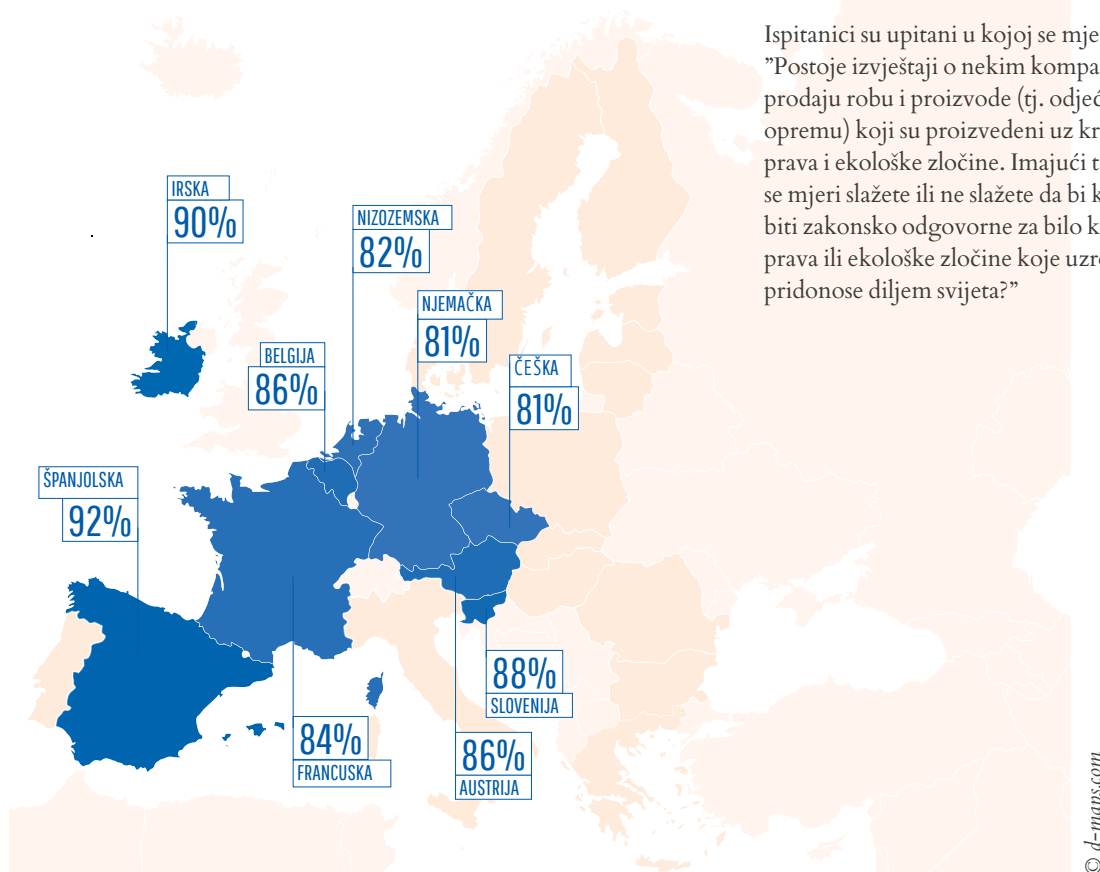 Ispitanici su upitani u kojoj se mje
”Postoje izvještaji o nekim kompa
prodaju robu i proizvode (tj. odjeć
opremu) koji su proizvedeni uz kr
prava i ekološke zločine. Imajući t
se mjeri slažete ili ne slažete da bi k
biti zakonsko odgovorne za bilo k
prava ili ekološke zločine koje uzro
pridonose diljem svijeta?”
IRSKA
90%
NIZOZEMSKA
82%
NJEMAČKA
81%
BELGIJA
86%
ČEŠKA
81%
ŠPANJOLSKA
92%
88%
SLOVENIJA
84%
FRANCUSKA
86%
AUSTRIJA
© d-maps.com